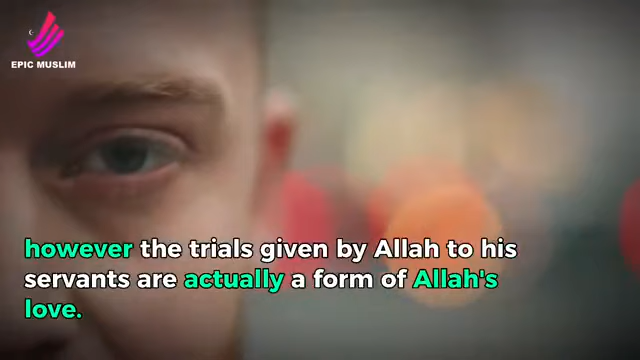 EPIC MUSLIM
however the trials given by Allah to his
servants are actually a form of Allah's
love.